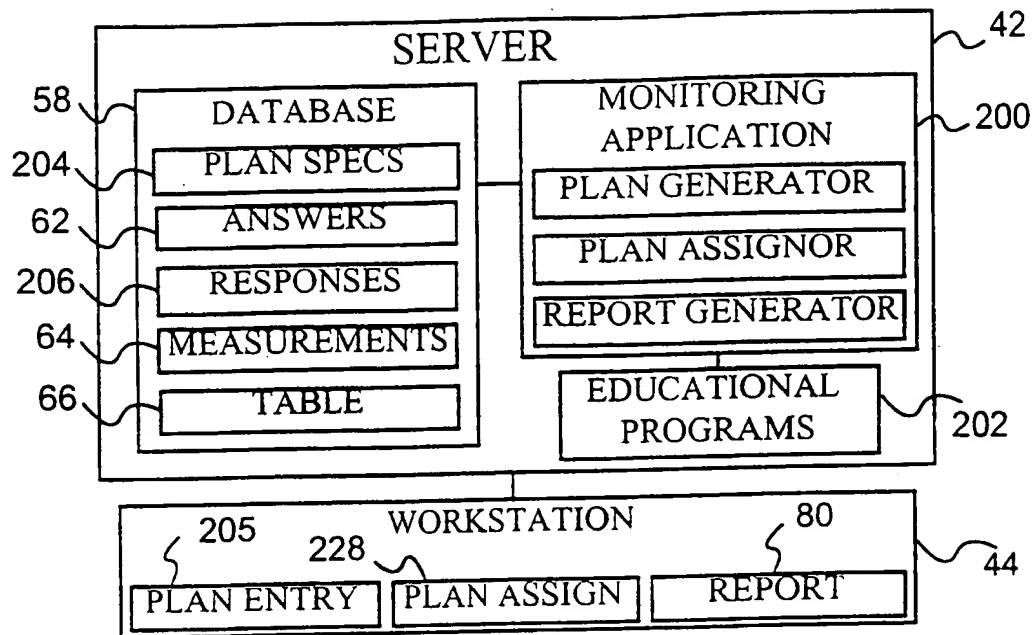 SERVER
42
58
DATABASE
204
PLAN SPECS
62
ANSWERS
206
RESPONSES
64
MEASUREMENTS
66
TABLE
MONITORING
APPLICATION
200
PLAN GENERATOR
PLAN ASSIGNOR
REPORT GENERATOR
EDUCATIONAL
PROGRAMS
202
WORKSTATION
44
205
PLAN ENTRY
228
PLAN ASSIGN
80
REPORT